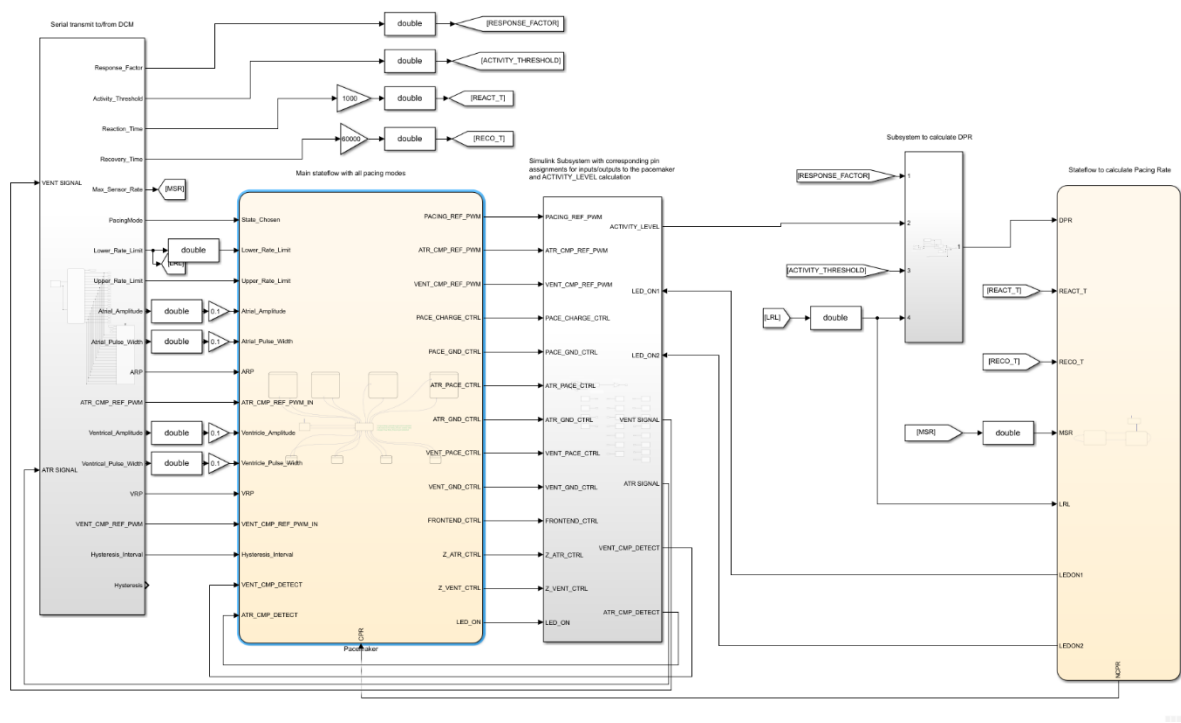 Serial transmit to/from DCM
Response_Factor
double
[RESPONSE_FACTOR]
Activity_Threshold
double
[ACTIVITY_THRESHOLD]
Reaction_Time
1000
double
[REACT_T]
Recovery_Time
60000
double
[RECO_T]
VENT SIGNAL
Max_Sensor_Rate
[MSR]
PacingMode
Lower_Rate_Limit
double
Upper_Rate_Limit
Atrial_Amplitude
double
0.1
Atrial_Pulse_Width
double
0.1
ARP
ATR_CMP_REF_PWM
Ventrical_Amplitude
double
0.1
ATR SIGNAL
Ventrical_Pulse_Width
double
0.1
VRP
VENT_CMP_REF_PWM
Hysteresis_Interval
Hysteresis
Main stateflow with all pacing modes
State_Chosen
Lower_Rate_Limit
Upper_Rate_Limit
Atrial_Amplitude
Atrial_Pulse_Width
ARP
ATR_CMP_REF_PWM_IN
Ventricle_Amplitude
Ventricle_Pulse_Width
VRP
VENT_CMP_REF_PWM_IN
Hysteresis_Interval
VENT_CMP_DETECT
ATR_CMP_DETECT
CPR
PACING_REF_PWM
ATR_CMP_REF_PWM
VENT_CMP_REF_PWM
PACE_CHARGE_CTRL
PACE_GND_CTRL
ATR_PACE_CTRL
ATR_GND_CTRL
VENT_PACE_CTRL
VENT_GND_CTRL
FRONTEND_CTRL
Z_ATR_CTRL
Z_VENT_CTRL
LED_ON
Pacemaker
Simulink Subsystem with corresponding pin
assignments for inputs/outputs to the pacemaker
and ACTIVITY_LEVEL calculation
PACING_REF_PWM
ATR_CMP_REF_PWM
VENT_CMP_REF_PWM
PACE_CHARGE_CTRL
PACE_GND_CTRL
ATR_PACE_CTRL
ATR_GND_CTRL
VENT_PACE_CTRL
VENT_GND_CTRL
FRONTEND_CTRL
Z_ATR_CTRL
Z_VENT_CTRL
LED_ON
ACTIVITY_LEVEL
LED_ON1
LED_ON2
VENT SIGNAL
ATR SIGNAL
VENT_CMP_DETECT
ATR_CMP_DETECT
Subsystem to calculate DPR
[RESPONSE_FACTOR]
1
2
[ACTIVITY_THRESHOLD]
3
[LRL]
double
4
1
Stateflow to calculate Pacing Rate
DPR
[REACT_T]
REACT_T
[RECO_T]
RECO_T
[MSR]
double
MSR
LRL
LEDON1
LEDON2
NCPR